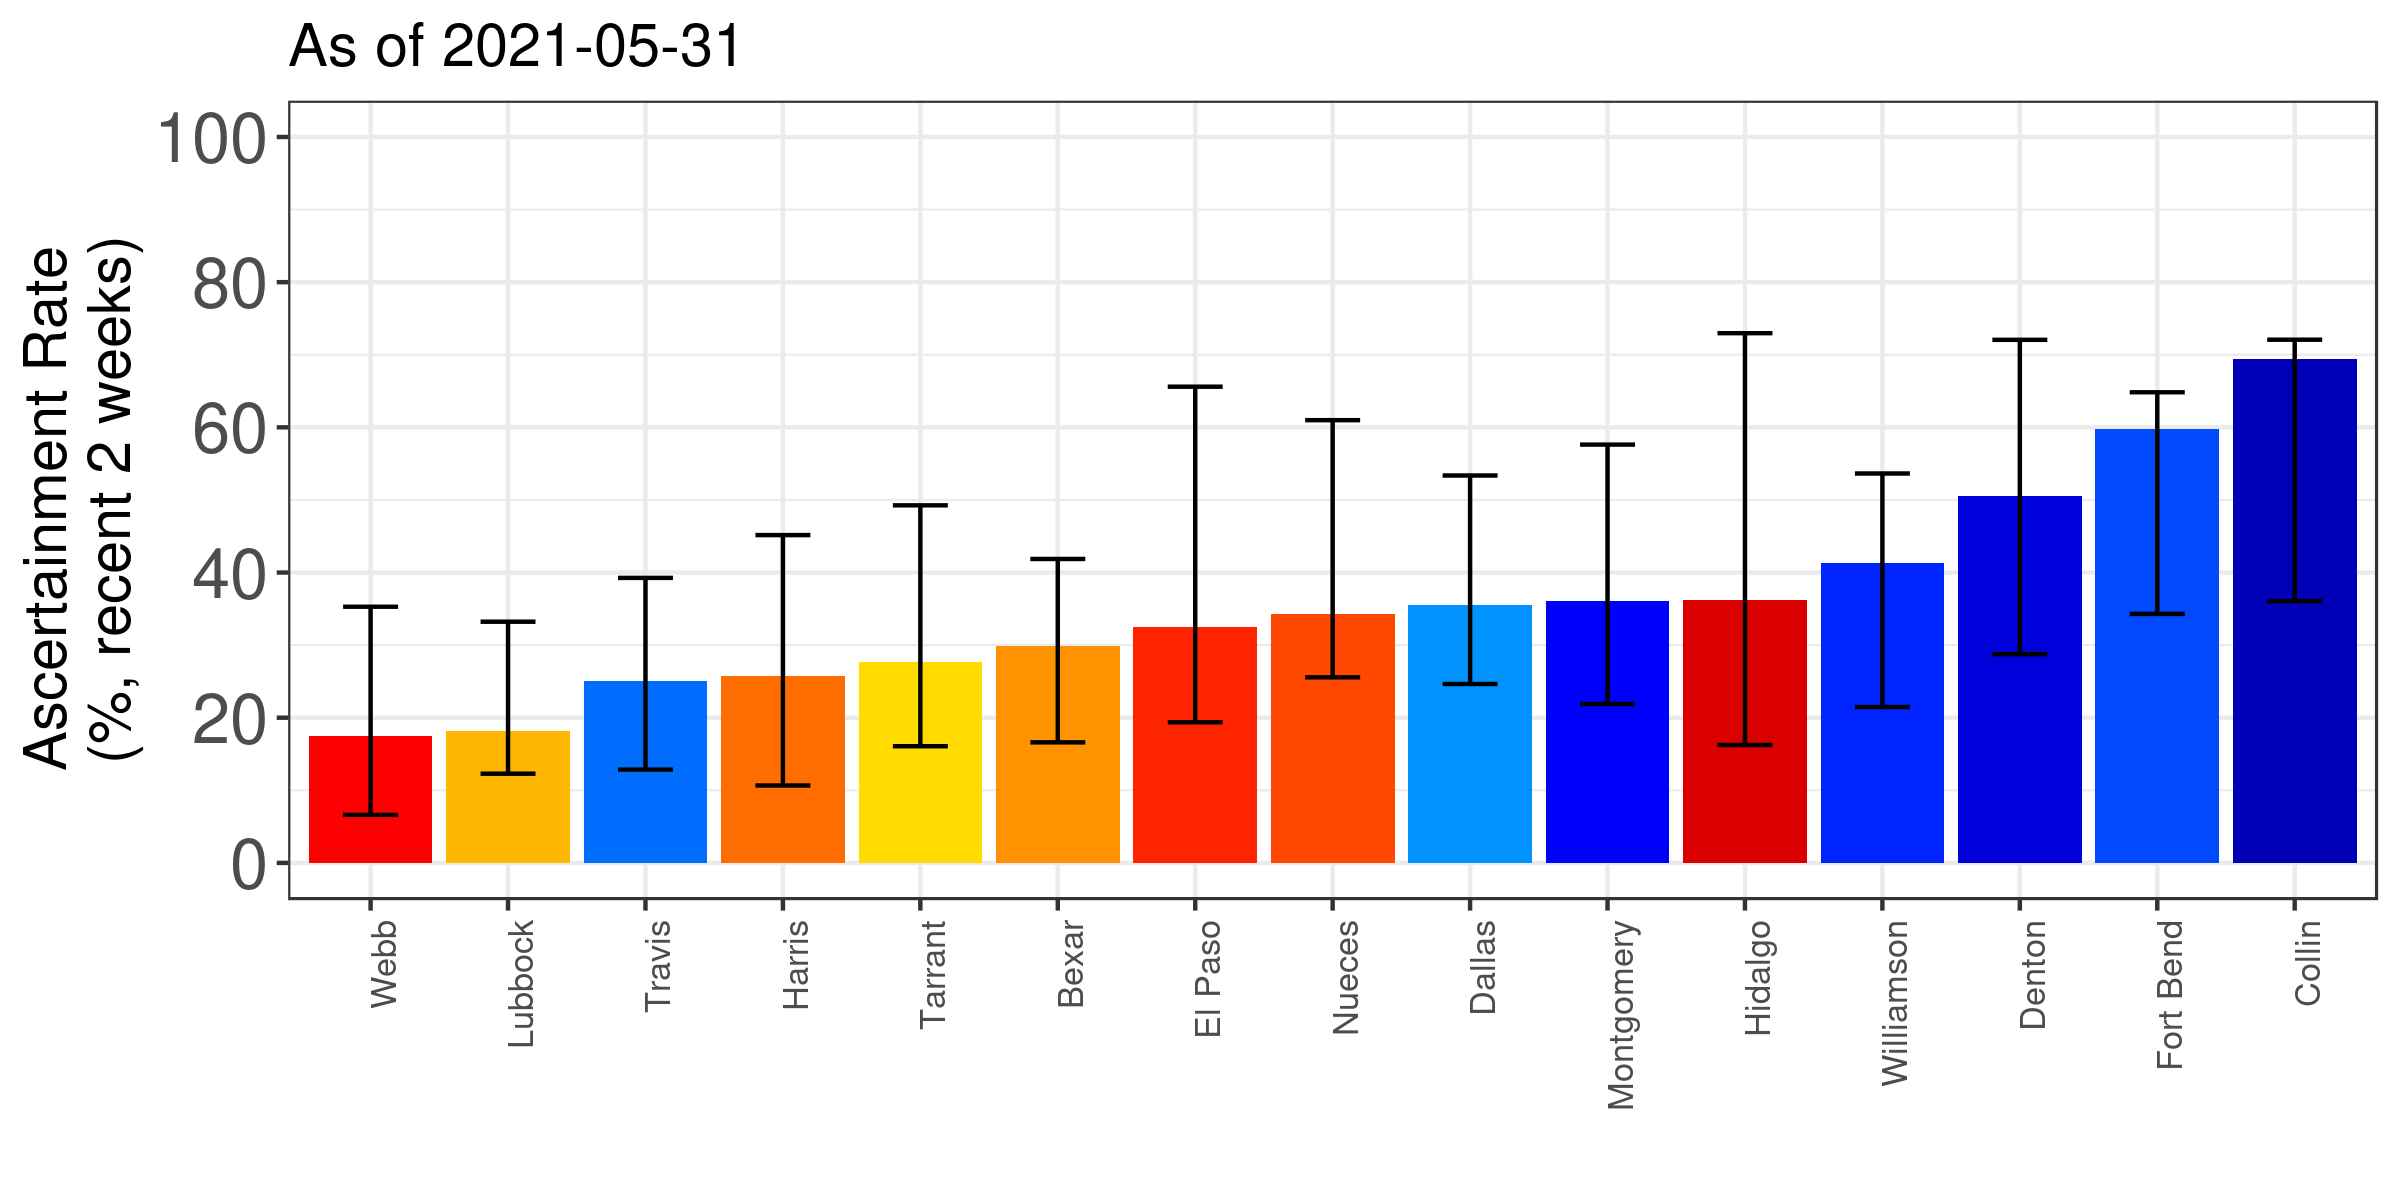 As of 2021-05-31
Ascertainment Rate
(%, recent 2 weeks)
100
80
60
40
20
0
Webb
Lubbock
Travis
Harris
Tarrant
Bexar
El Paso
Nueces
Dallas
Montgomery
Hidalgo
Williamson
Denton
Fort Bend
Collin